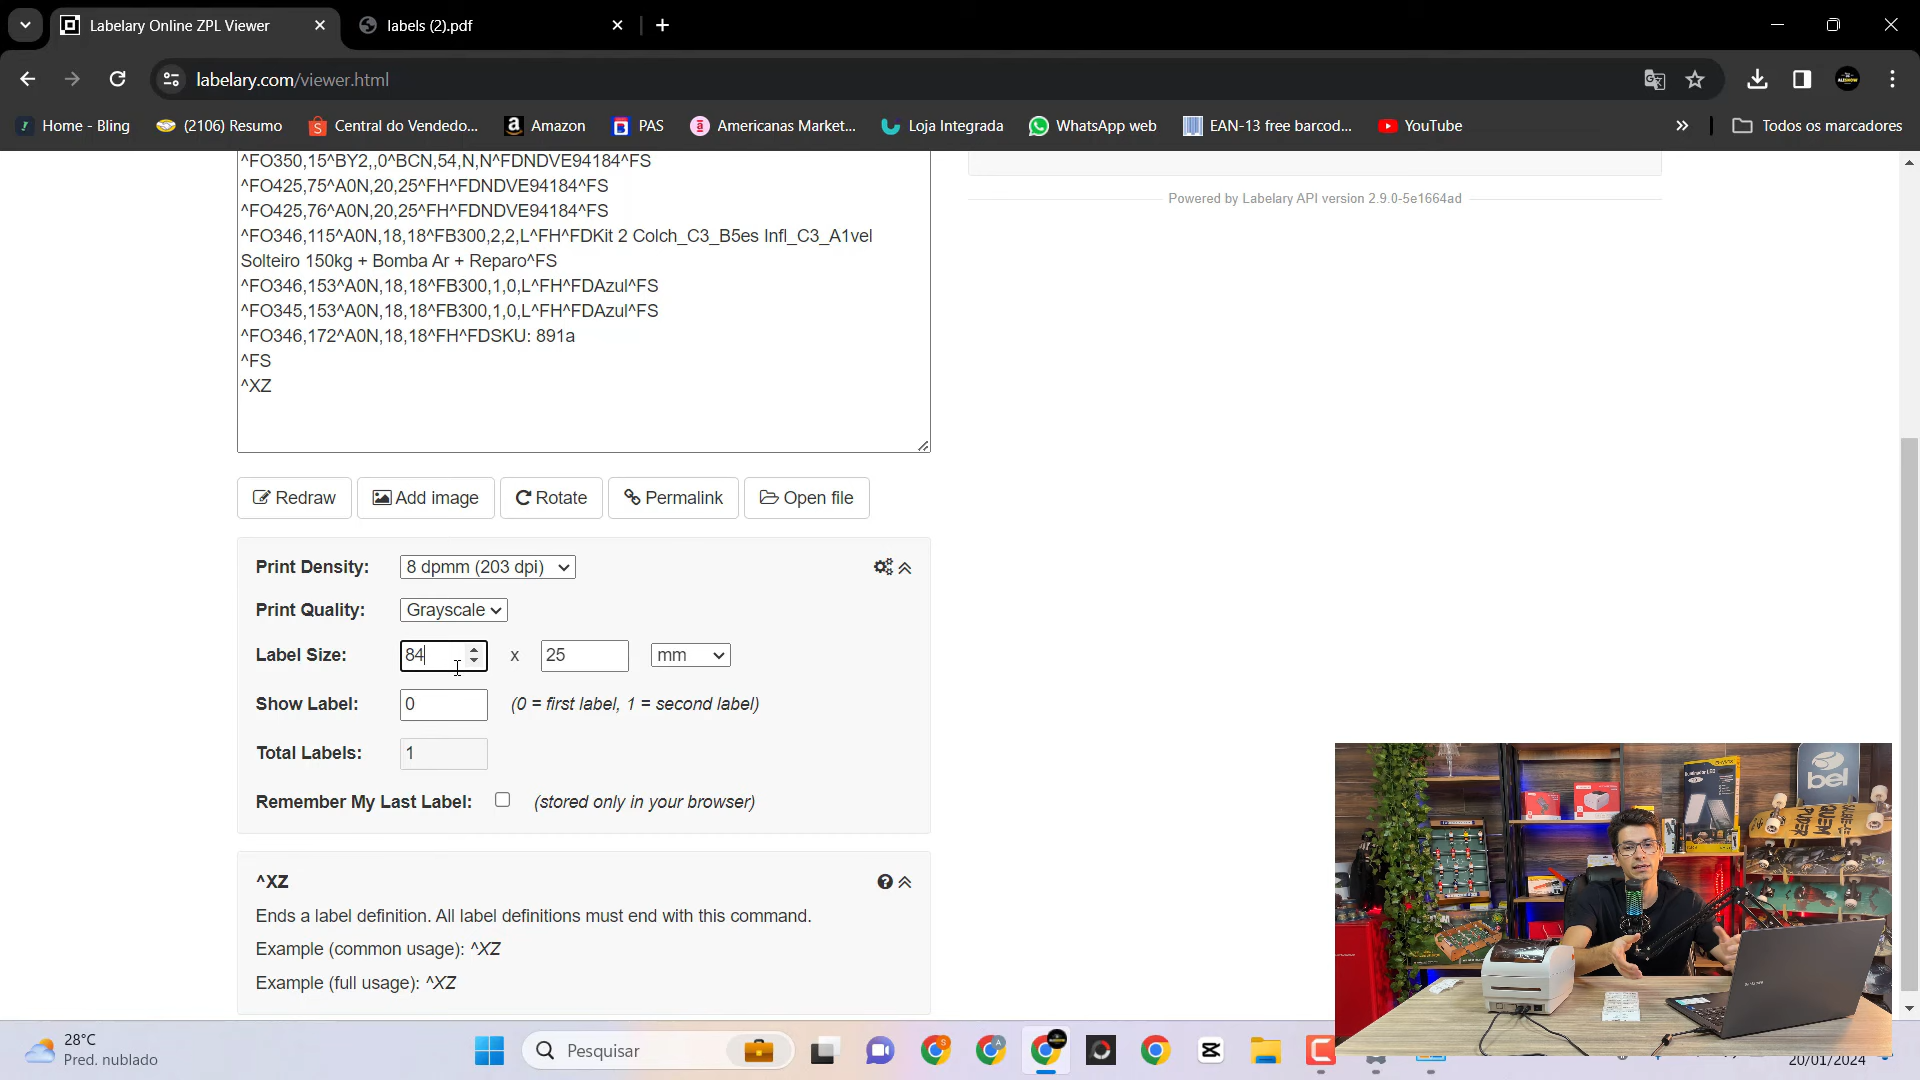 Labelary Online ZPL Viewer
labels (2).pdf
labelary.com/viewer.html
Home - Bling
(2106) Resumo
Central do Vendedo...
Amazon
PAS
Americanas Market...
Loja Integrada
WhatsApp web
EAN-13 free barcod...
YouTube
Todos os marcadores
^FO350,15^BY2,,0^BCN,54,N,N^FDNDVE94184^FS
^FO425,75^A0N,20,25^FH^FDNDVE94184^FS
^FO425,76^A0N,20,25^FH^FDNDVE94184^FS
^FO346,115^A0N,18,18^FB300,2,2,L^FH^FDKit 2 Colch_C3_B5es Infl_C3_A1vel
Solteiro 150kg + Bomba Ar + Reparo^FS
^FO346,153^A0N,18,18^FB300,1,0,L^FH^FDAzul^FS
^FO345,153^A0N,18,18^FB300,1,0,L^FH^FDAzul^FS
^FO346,172^A0N,18,18^FH^FDSKU: 891a
^FS
^XZ
Powered by Labelary API version 2.9.0-5e1664ad
Redraw
Add image
Rotate
Permalink
Open file
Print Density: 8 dpmm (203 dpi)
Print Quality: Grayscale
Label Size: 84 x 25 mm
Show Label: 0 (0 = first label, 1 = second label)
Total Labels: 1
Remember My Last Label: (stored only in your browser)
^XZ
Ends a label definition. All label definitions must end with this command.
Example (common usage): ^XZ
Example (full usage): ^XZ
bel
28°C
Pred. nublado
Pesquisar
20/01/2024